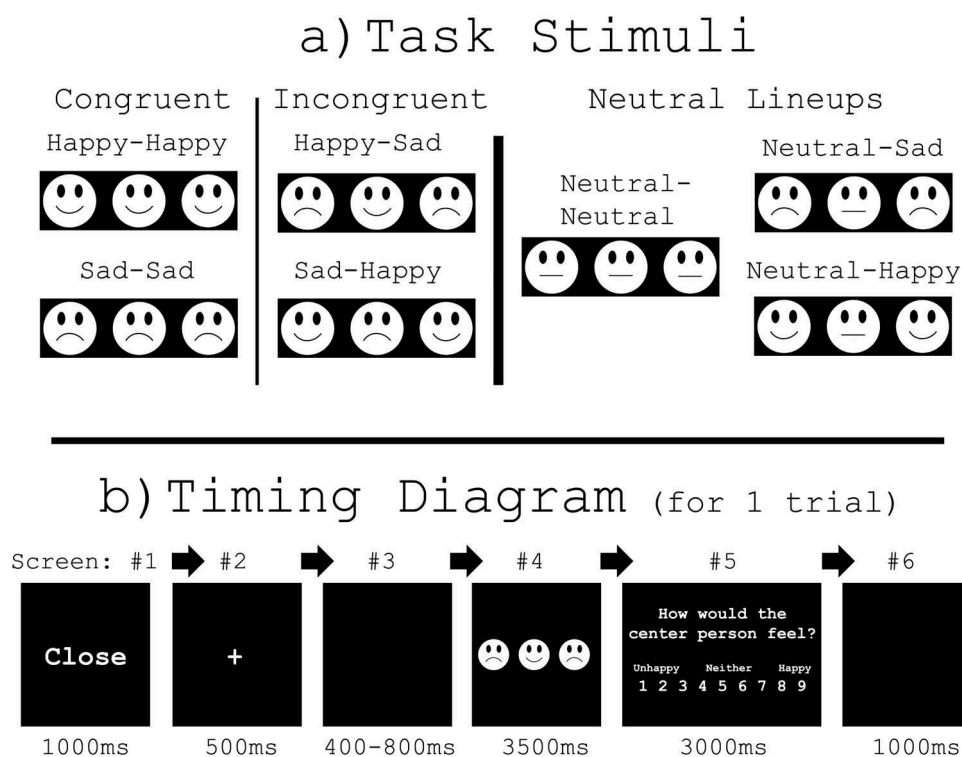 a) Task Stimuli
Congruent
Happy-Happy
Sad-Sad
Incongruent
Happy-Sad
Sad-Happy
Neutral Lineups
Neutral-
Neutral
Neutral-Sad
Neutral-Happy
b) Timing Diagram (for 1 trial)
Screen: #1 #2 #3 #4 #5 #6
Close
+
How would the
center person feel?
Unhappy Neither Happy
1 2 3 4 5 6 7 8 9
1000ms 500ms 400-800ms 3500ms 3000ms 1000ms